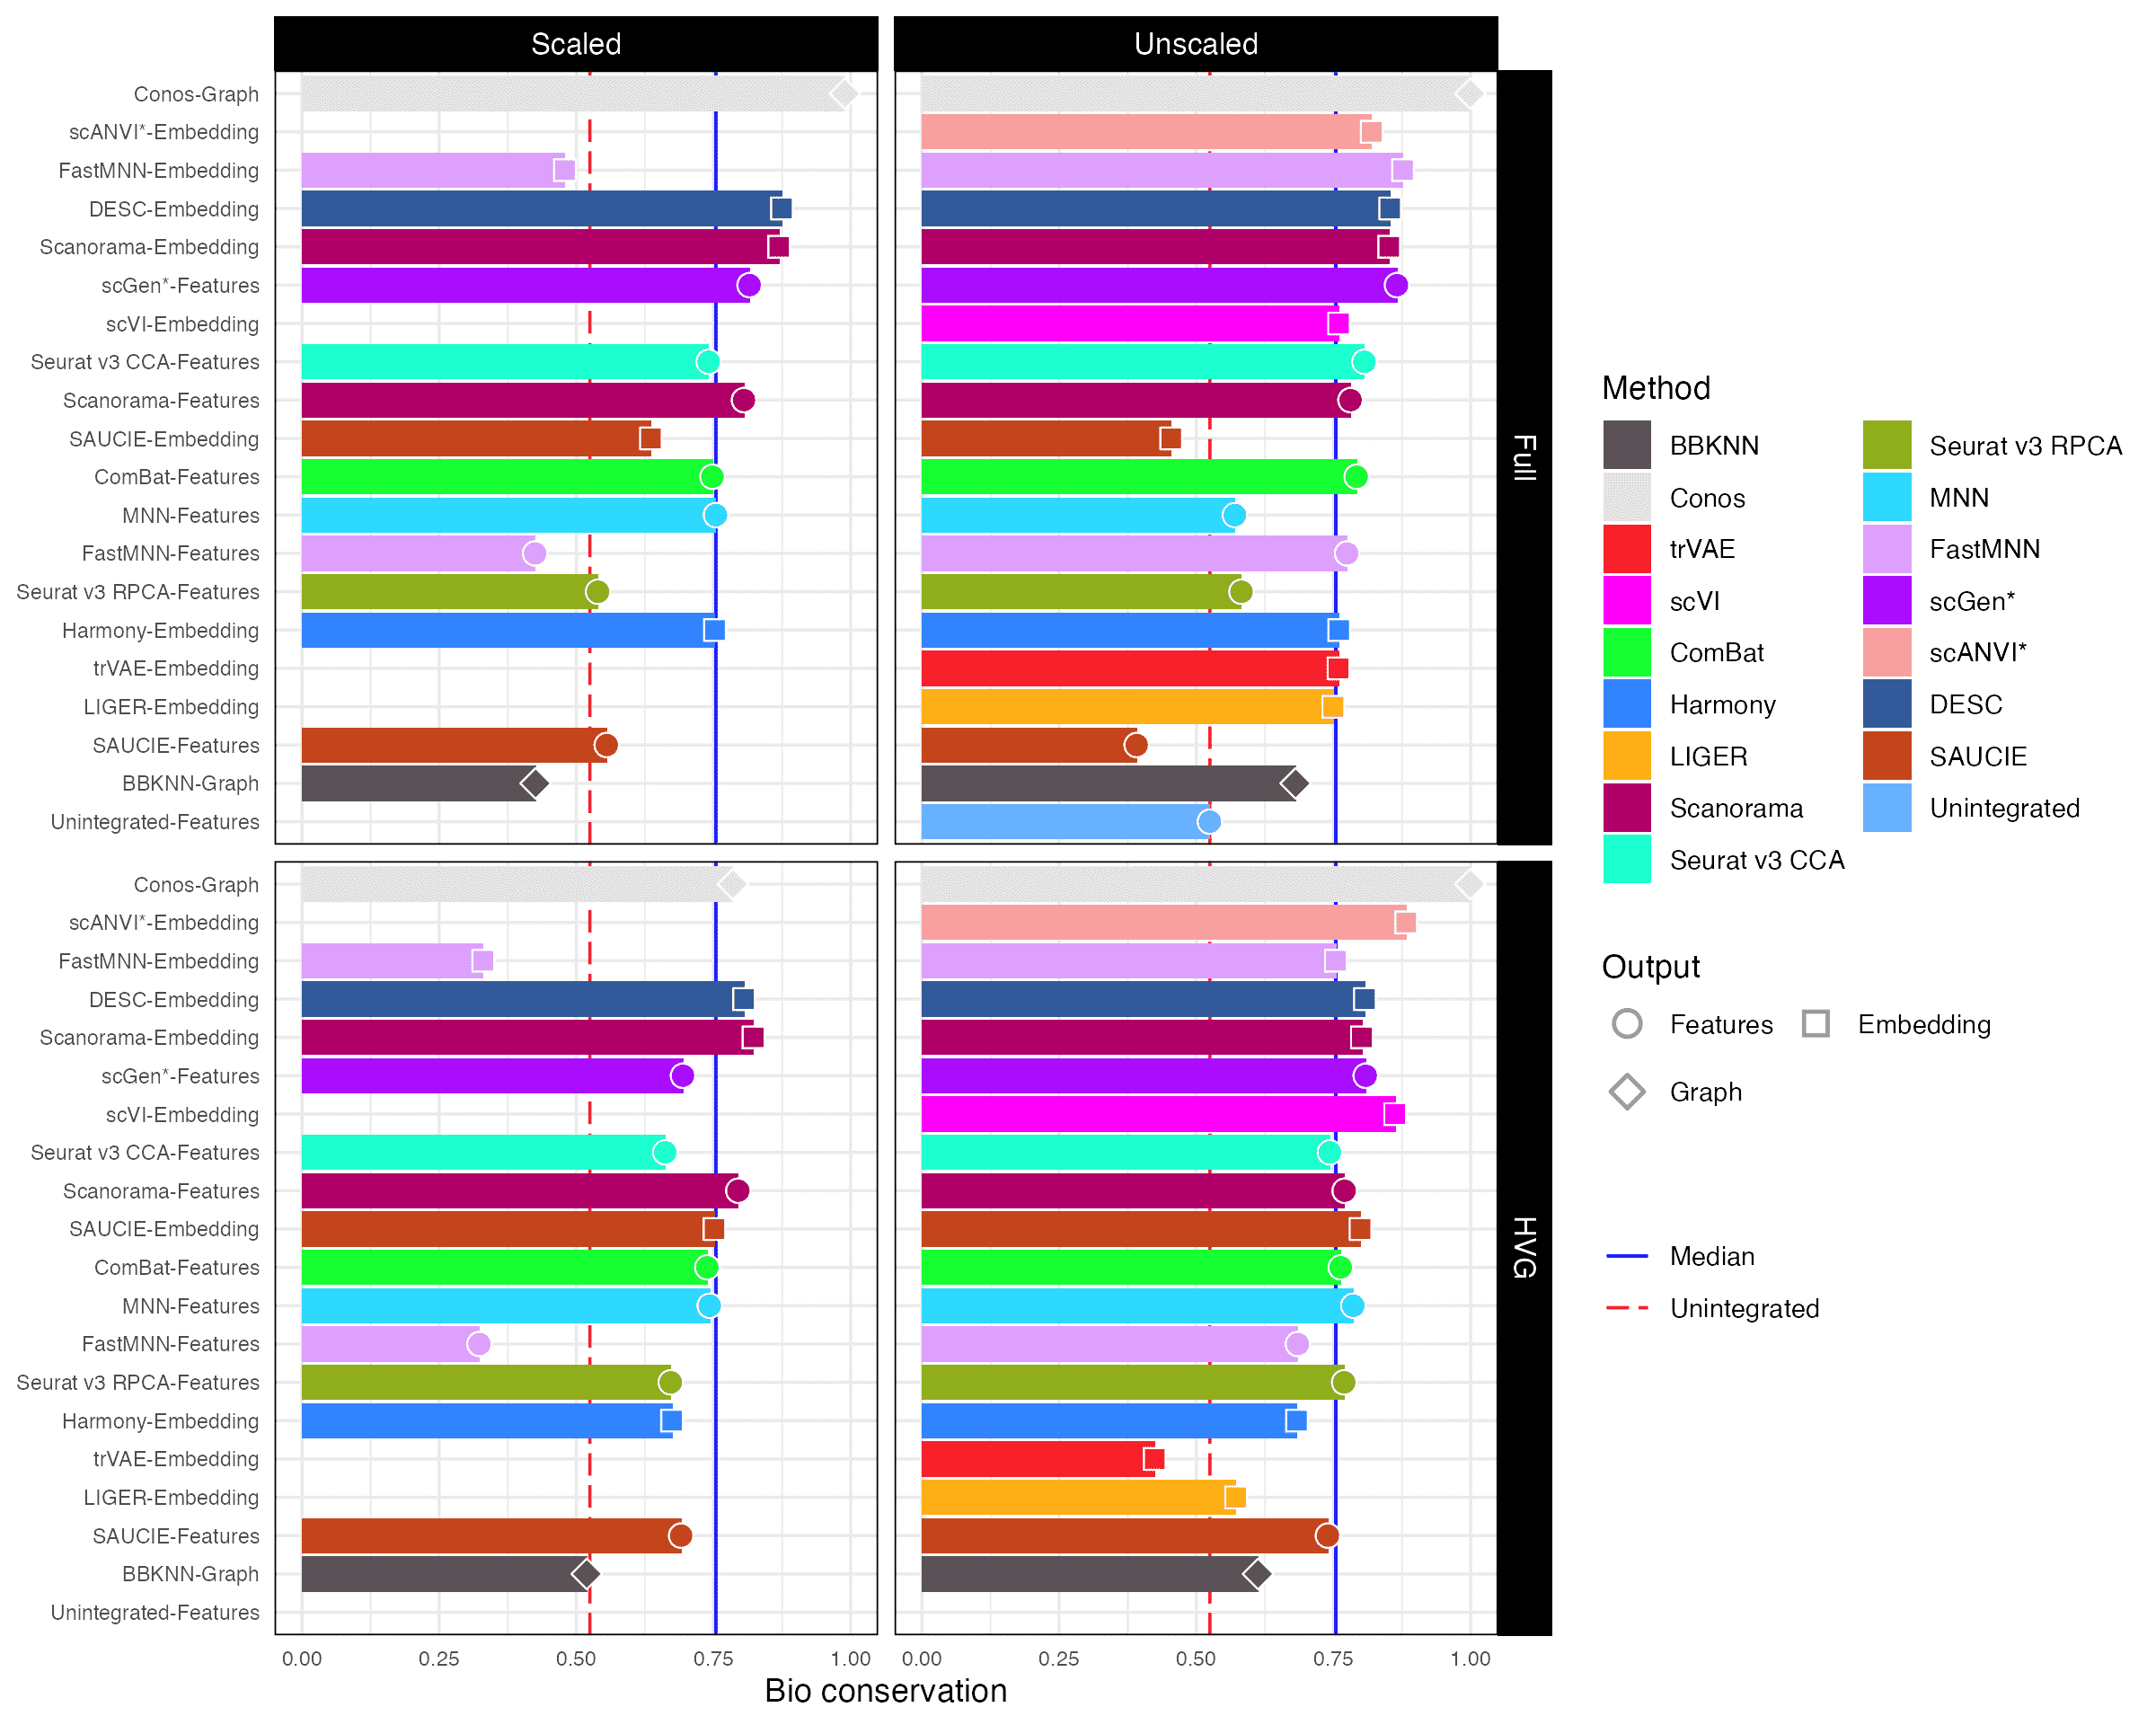 Scaled
Unscaled
Conos-Graph
scANVI*-Embedding
FastMNN-Embedding
DESC-Embedding
Scanorama-Embedding
scGen*-Features
scVI-Embedding
Seurat v3 CCA-Features
Scanorama-Features
SAUCIE-Embedding
ComBat-Features
MNN-Features
FastMNN-Features
Seurat v3 RPCA-Features
Harmony-Embedding
trVAE-Embedding
LIGER-Embedding
SAUCIE-Features
BBKNN-Graph
Unintegrated-Features
Full
Conos-Graph
scANVI*-Embedding
FastMNN-Embedding
DESC-Embedding
Scanorama-Embedding
scGen*-Features
scVI-Embedding
Seurat v3 CCA-Features
Scanorama-Features
SAUCIE-Embedding
ComBat-Features
MNN-Features
FastMNN-Features
Seurat v3 RPCA-Features
Harmony-Embedding
trVAE-Embedding
LIGER-Embedding
SAUCIE-Features
BBKNN-Graph
Unintegrated-Features
HVG
0.00 0.25 0.50 0.75 1.00 0.00 0.25 0.50 0.75 1.00
Bio conservation
Method
BBKNN
Conos
trVAE
scVI
ComBat
Harmony
LIGER
Scanorama
Seurat v3 CCA
Seurat v3 RPCA
MNN
FastMNN
scGen*
scANVI*
DESC
SAUCIE
Unintegrated
Output
Features Embedding
Graph
Median
Unintegrated